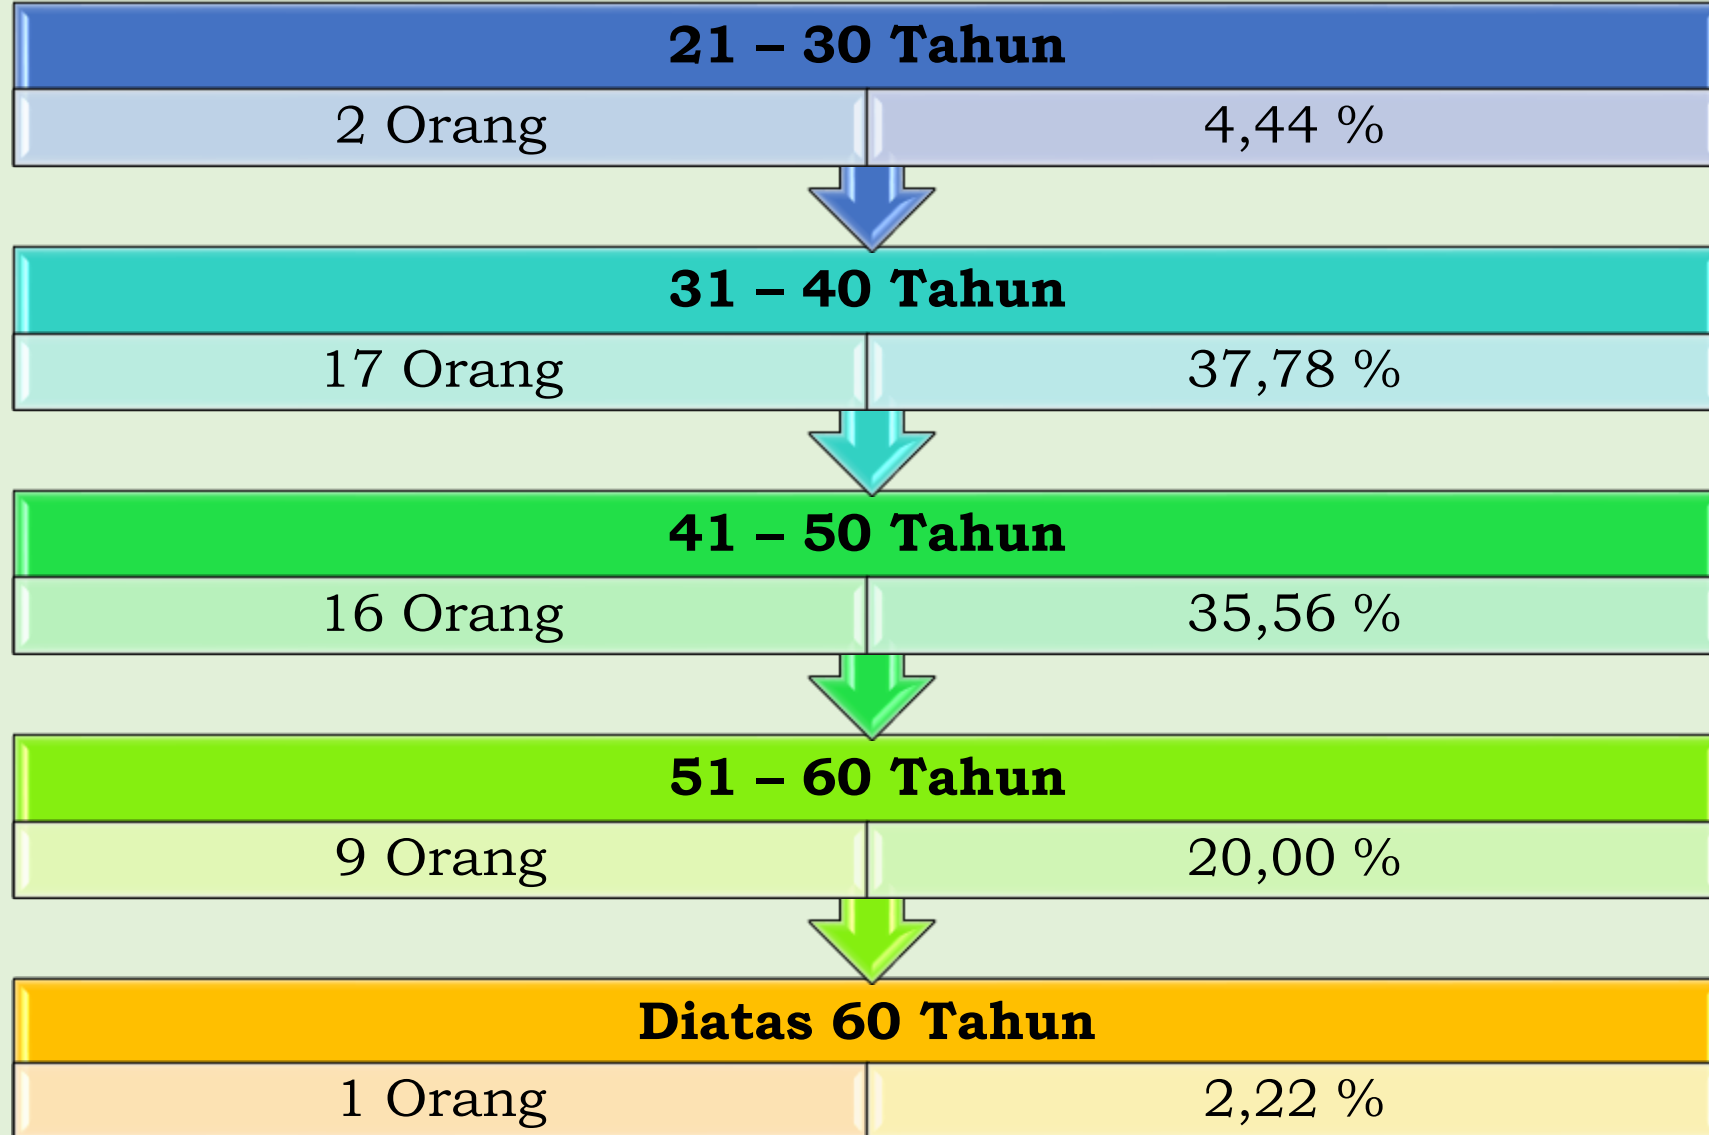 21 – 30 Tahun
2 Orang 4,44 %
31 – 40 Tahun
17 Orang 37,78 %
41 – 50 Tahun
16 Orang 35,56 %
51 – 60 Tahun
9 Orang 20,00 %
Diatas 60 Tahun
1 Orang 2,22 %